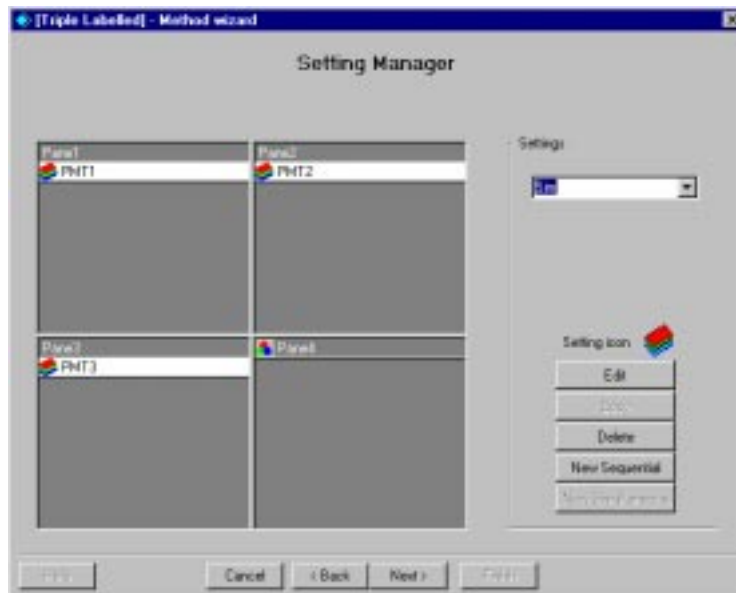 [Triple Labelled] - Method wizard
Setting Manager
Pane1
PMT1
Pane2
PMT2
Settings
Pane3
PMT3
Pane4
Setting icon
Edit
Delete
New Sequential
Cancel
< Back
Next >
Finish